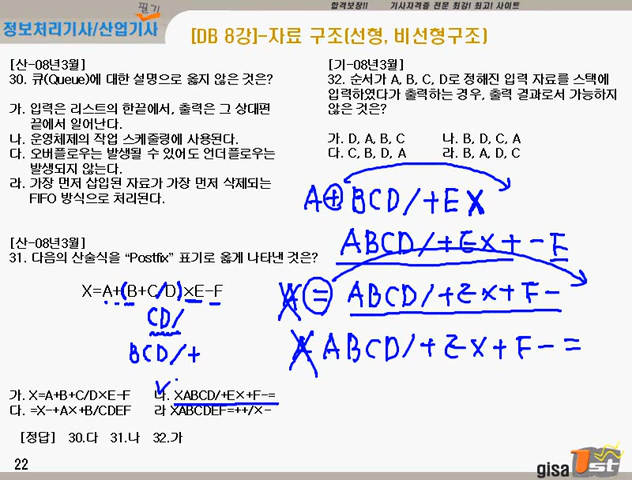 필기
합격보장!! 기사자격증 전문 최강! 최고! 사이트
정보처리기사/산업기사
[DB 8강]-자료 구조(선형, 비선형구조)
[산-08년3월]
30. 큐(Queue)에 대한 설명으로 옳지 않은 것은?
가. 입력은 리스트의 한끝에서, 출력은 그 상대편
끝에서 일어난다.
나. 운영체제의 작업 스케줄링에 사용된다.
다. 오버플로우는 발생될 수 있어도 언더플로우는
발생되지 않는다.
라. 가장 먼저 삽입된 자료가 가장 먼저 삭제되는
FIFO 방식으로 처리된다.
[산-08년3월]
31. 다음의 산술식을 "Postfix" 표기로 옳게 나타낸 것은?
X=A+(B+C/D)×E-F
CD/
BCD/+
가. X=A+B+C/D×E-F
나. XABCD/+E×+F-=
다. =X-+A×+B/CDEF
라 XABCDEF=++/×-
[정답] 30.다 31.나 32.가
[기-08년3월]
32. 순서가 A, B, C, D로 정해진 입력 자료를 스택에
입력하였다가 출력하는 경우, 출력 결과로서 가능하지
않은 것은?
가. D, A, B, C
나. B, D, C, A
다. C, B, D, A
라. B, A, D, C
A+BCD/+EX
ABCD/+EX+-F
X=ABCD/+EX+F-
XABCD/+EX+F-=
22
gisa1st